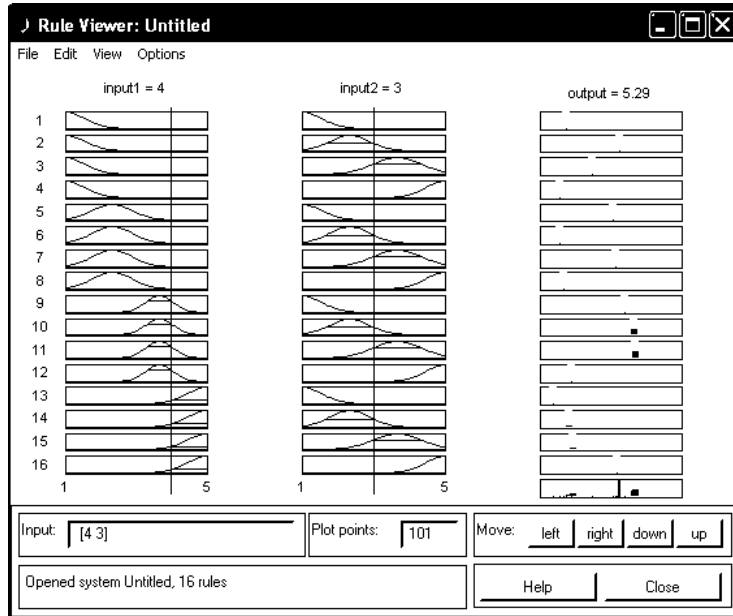 Rule Viewer: Untitled
File Edit View Options
input1 = 4 input2 = 3 output = 5.29
1
2
3
4
5
6
7
8
9
10
11
12
13
14
15
16
1 5 1 5
Input: [4 3] Plot points: 101 Move: left right down up
Opened system Untitled, 16 rules
Help Close